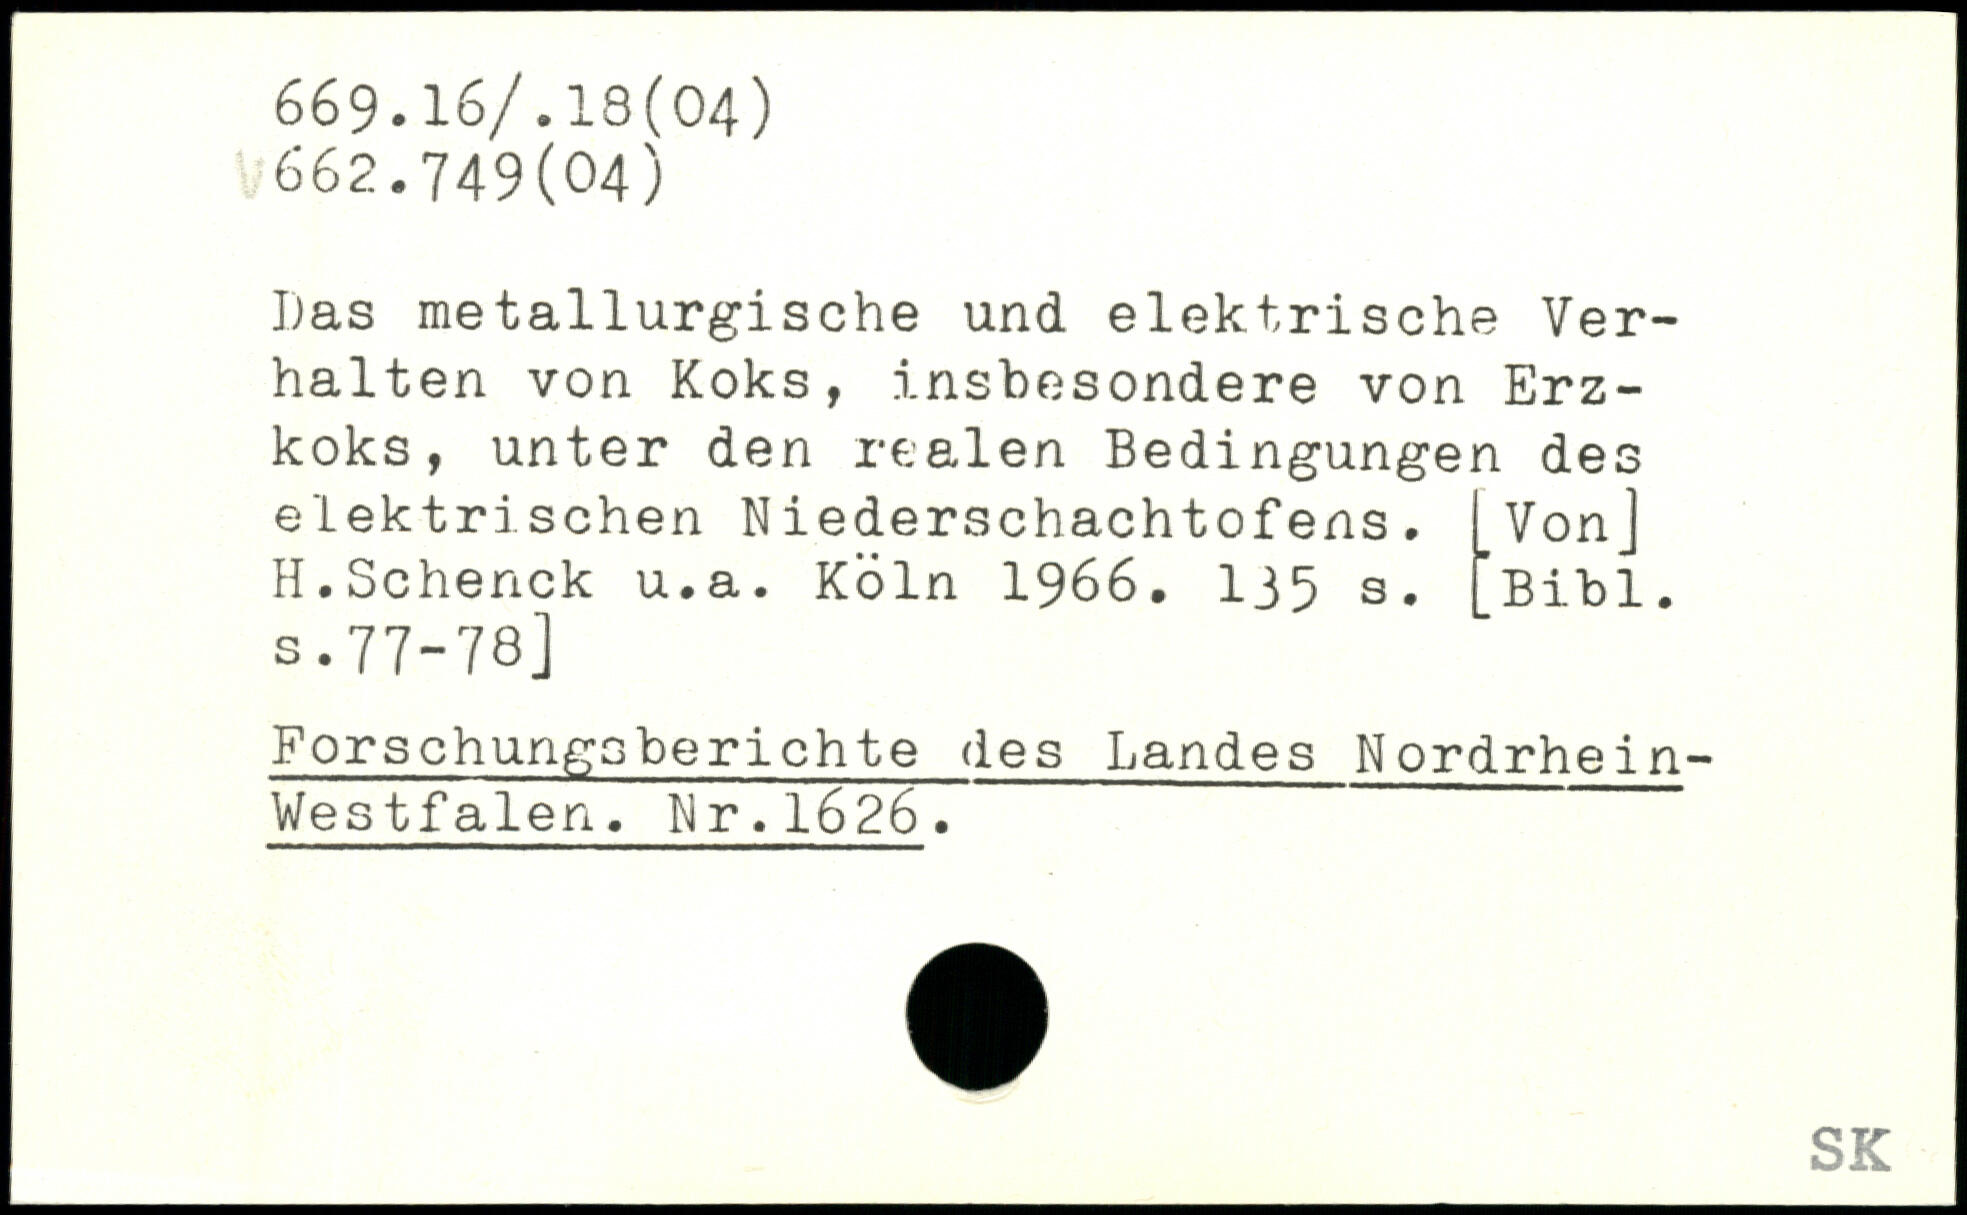 669.16/.18(04)
V 662.749(04)
Das metallurgische und elektrische Ver-
halten von Koks, insbesondere von Erz-
koks, unter den realen Bedingungen des
elektrischen Niederschachtofens. [Von]
H.Schenck u.a. Köln 1966. 135 s. [Bibl.
s.77-78]
Forschungsberichte des Landes Nordrhein-
Westfalen. Nr.1626.
SK